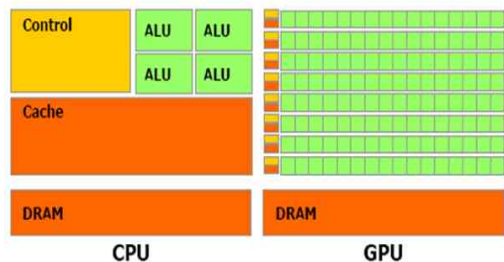 Control
ALU ALU
ALU ALU
Cache
DRAM
DRAM
CPU
GPU